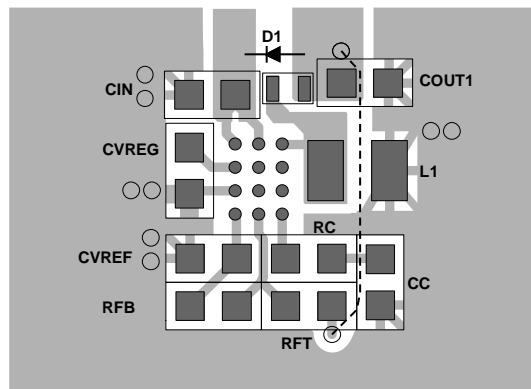 D1
CIN
COUT1
CVREG
L1
RC
CVREF
CC
RFB
RFT